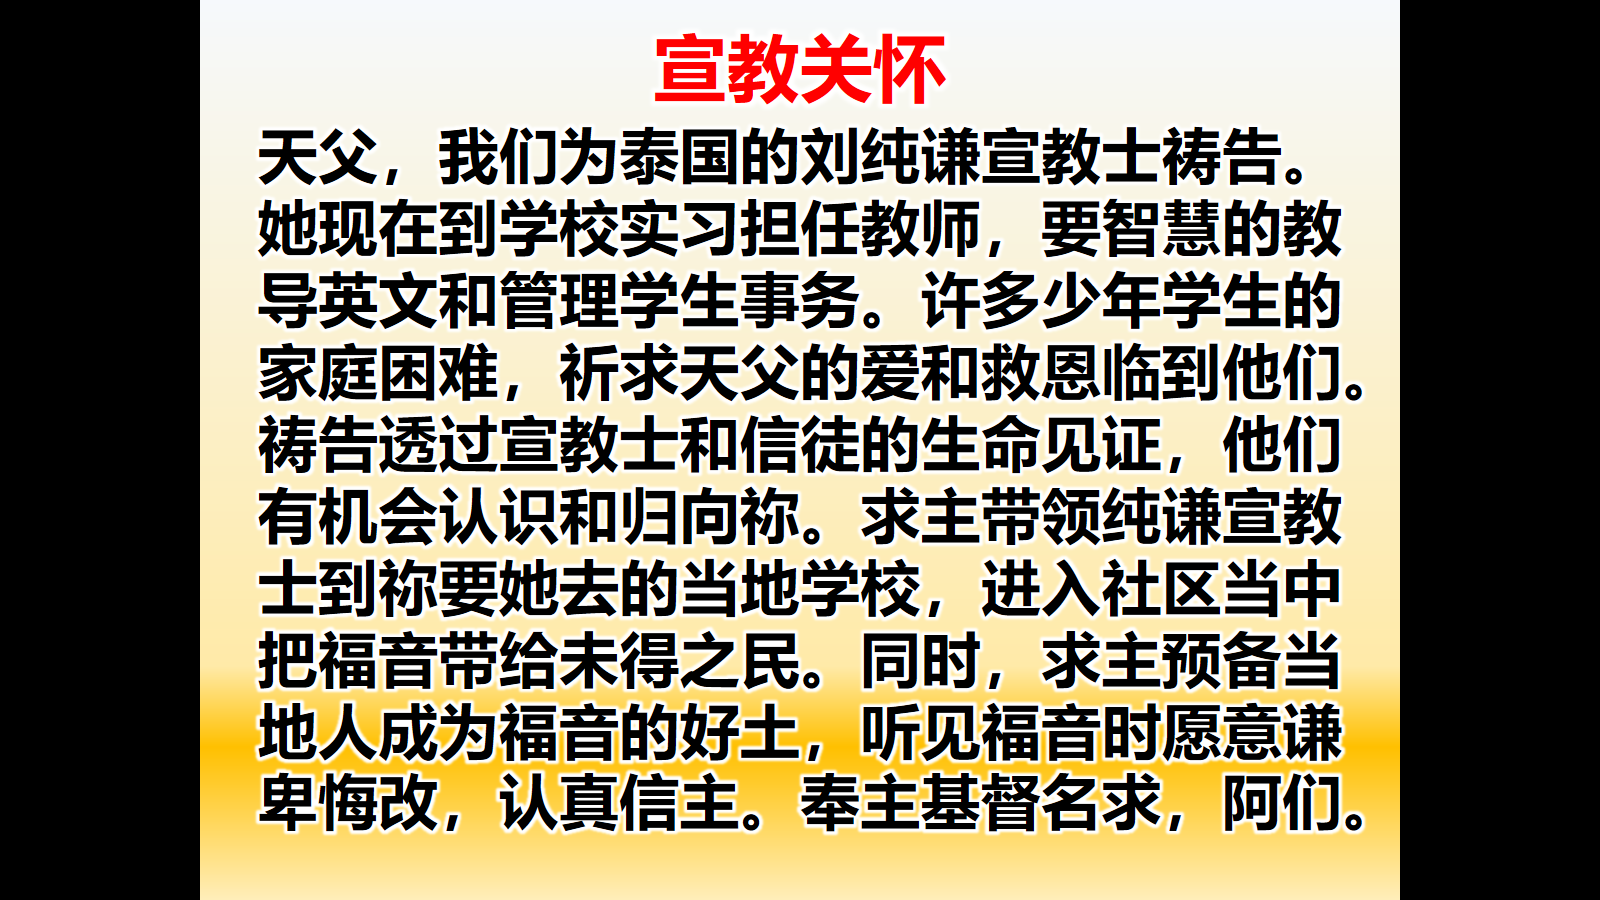 宣教关怀
天父，我们为泰国的刘纯谦宣教士祷告。
她现在到学校实习担任教师，要智慧的教
导英文和管理学生事务。许多少年学生的
家庭困难，祈求天父的爱和救恩临到他们。
祷告透过宣教士和信徒的生命见证，他们
有机会认识和归向祢。求主带领纯谦宣教
士到祢要她去的当地学校，进入社区当中
把福音带给未得之民。同时，求主预备当
地人成为福音的好土，听见福音时愿意谦
卑悔改，认真信主。奉主基督名求，阿们。